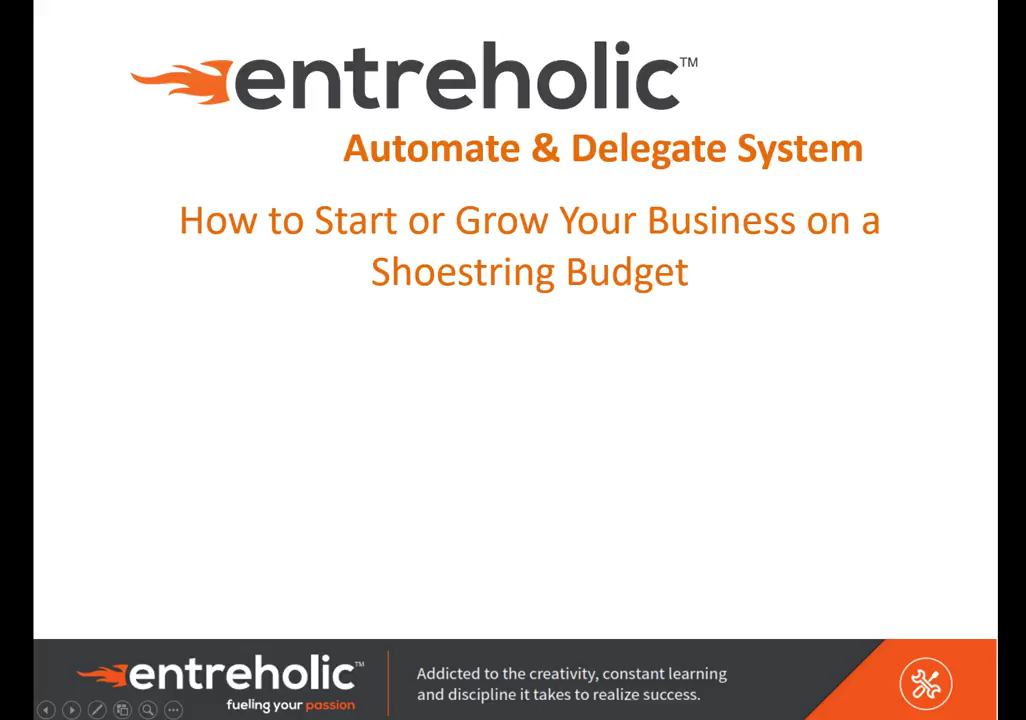 entreholic™
Automate & Delegate System
How to Start or Grow Your Business on a
Shoestring Budget
entreholic™
fueling your passion
Addicted to the creativity, constant learning
and discipline it takes to realize success.